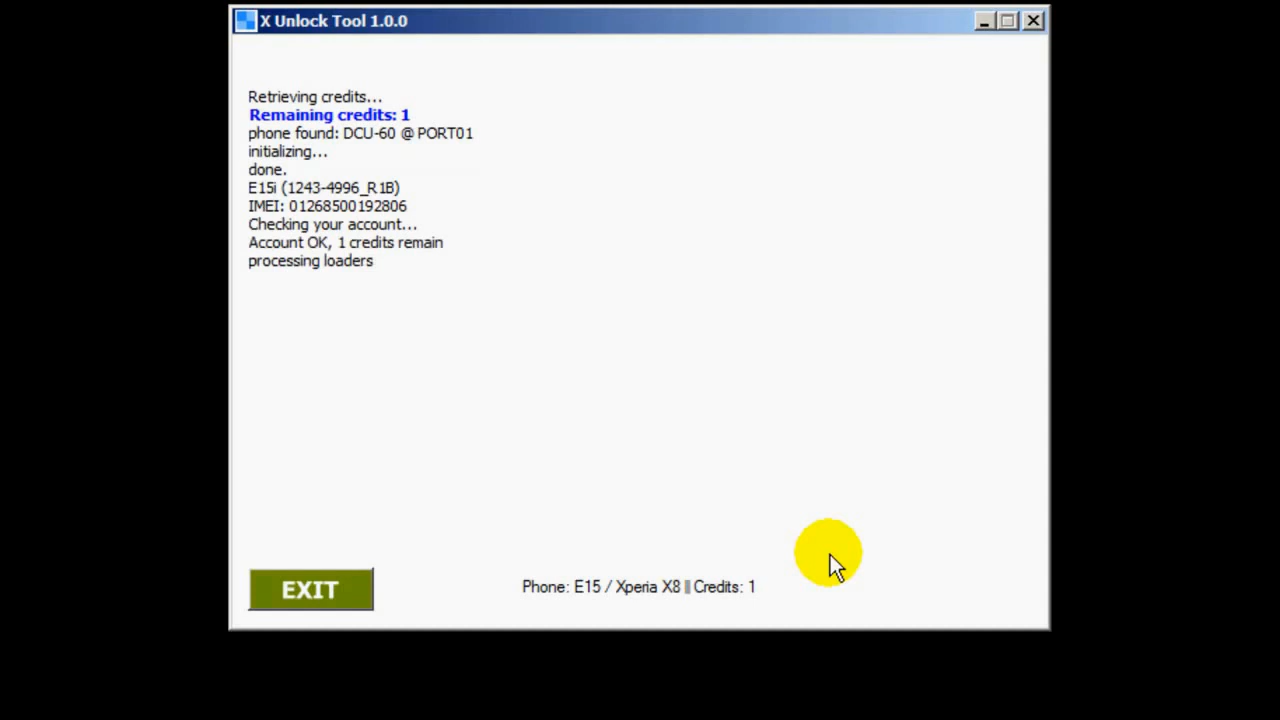 X Unlock Tool 1.0.0
Retrieving credits...
Remaining credits: 1
phone found: DCU-60 @ PORT01
initializing...
done.
E15i (1243-4996_R1B)
IMEI: 01268500192806
Checking your account...
Account OK, 1 credits remain
processing loaders
EXIT
Phone: E15 / Xperia X8 || Credits: 1